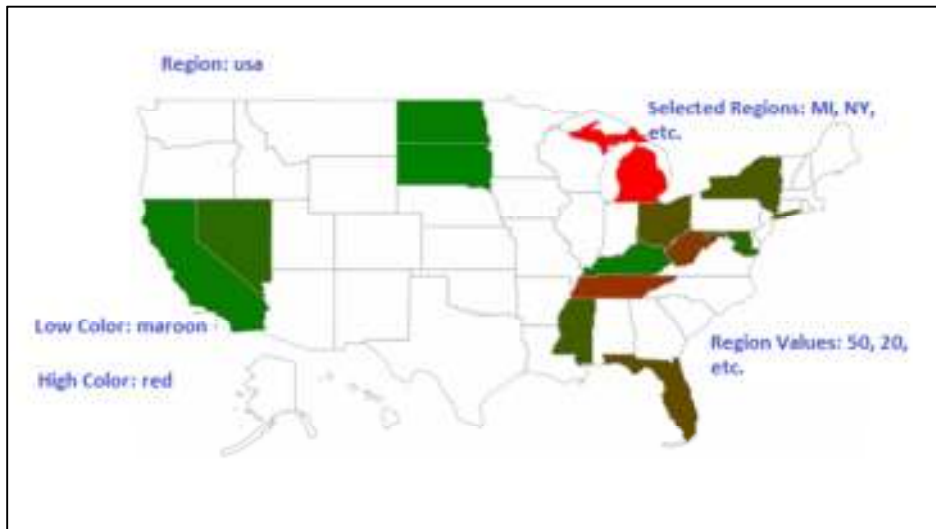 Region: usa
Selected Regions: MI, NY,
etc.
Low Color: maroon
Region Values: 50, 20,
etc.
High Color: red